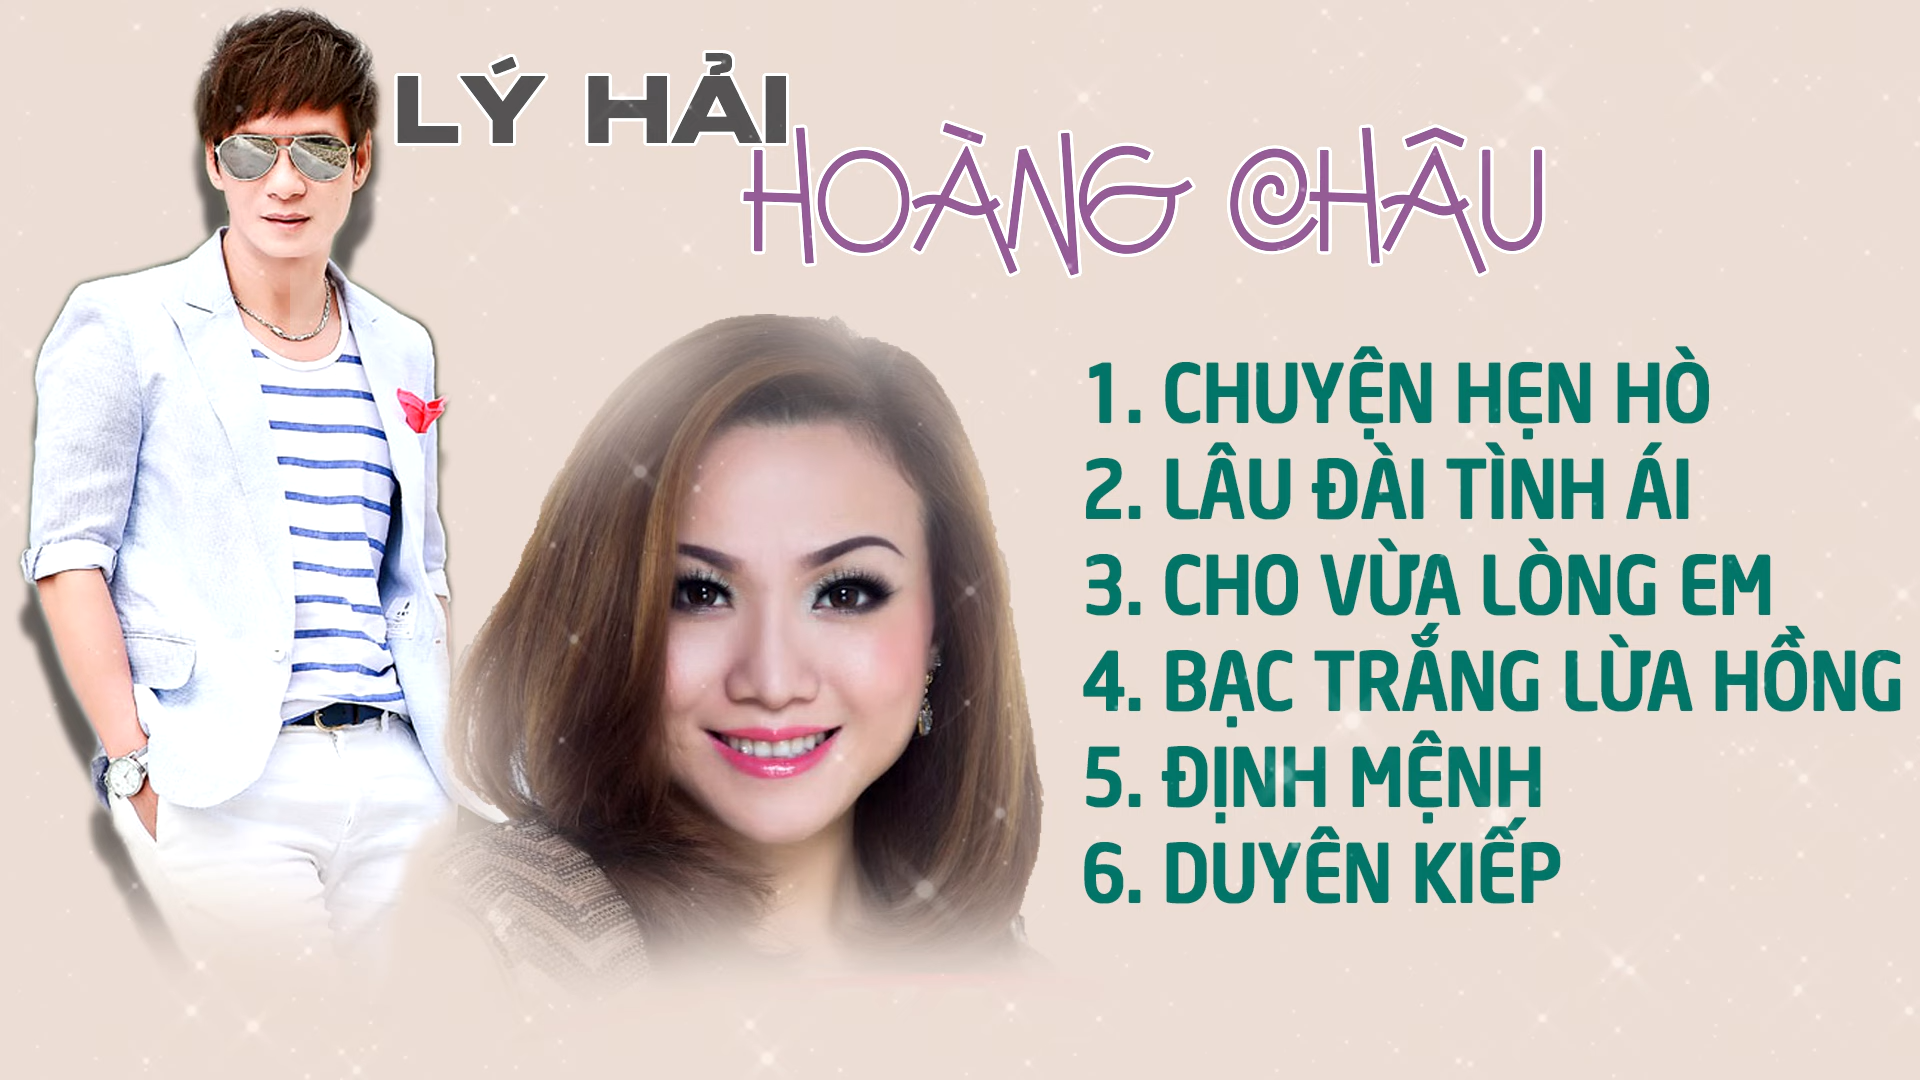 LÝ HẢI
HOÀNG CHÂU
1. CHUYỆN HẸN HÒ
2. LÂU ĐÀI TÌNH ÁI
3. CHO VỪA LÒNG EM
4. BẠC TRẮNG LỪA HỒNG
5. ĐỊNH MỆNH
6. DUYÊN KIẾP